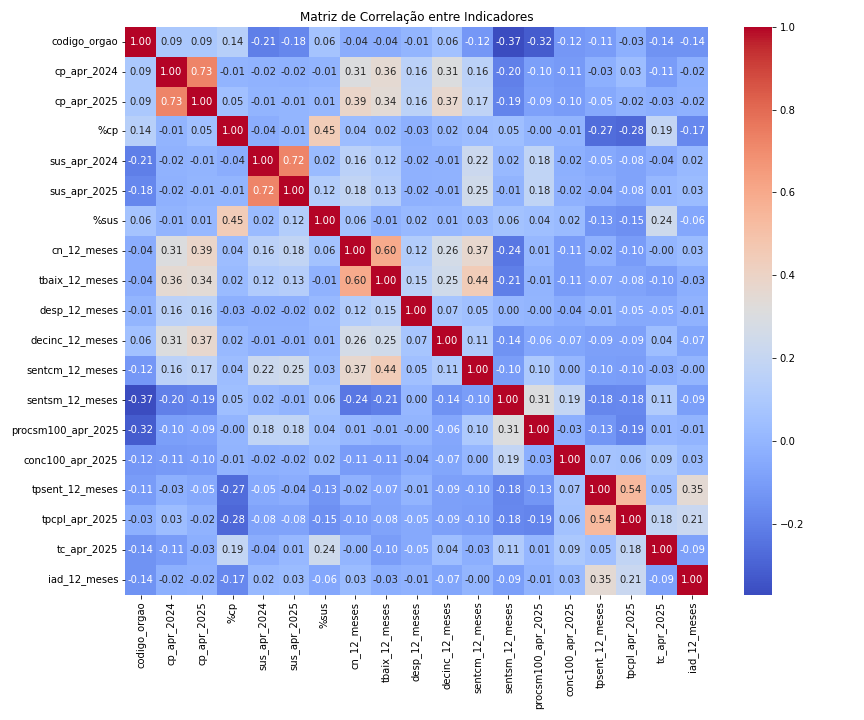 Matriz de Correlação entre Indicadores
codigo_orgao 1.00 0.09 0.09 0.14 -0.21 -0.18 0.06 -0.04 -0.04 -0.01 0.06 -0.12 -0.37 -0.32 -0.12 -0.11 -0.03 -0.14 -0.14
cp_apr_2024 0.09 1.00 0.73 -0.01 -0.02 -0.02 -0.01 0.31 0.36 0.16 0.31 0.16 -0.20 -0.10 -0.11 -0.03 0.03 -0.11 -0.02
cp_apr_2025 0.09 0.73 1.00 0.05 -0.01 -0.01 0.01 0.39 0.34 0.16 0.37 0.17 -0.19 -0.09 -0.10 -0.05 -0.02 -0.03 -0.02
%cp 0.14 -0.01 0.05 1.00 -0.04 -0.01 0.45 0.04 0.02 -0.03 0.02 0.04 0.05 -0.00 -0.01 -0.27 -0.28 0.19 -0.17
sus_apr_2024 -0.21 -0.02 -0.01 -0.04 1.00 0.72 0.02 0.16 0.12 -0.02 -0.01 0.22 0.02 0.18 -0.02 -0.05 -0.08 -0.04 0.02
sus_apr_2025 -0.18 -0.02 -0.01 -0.01 0.72 1.00 0.12 0.18 0.13 -0.02 -0.01 0.25 -0.01 0.18 -0.02 -0.04 -0.08 0.01 0.03
%sus 0.06 -0.01 0.01 0.45 0.02 0.12 1.00 0.06 -0.01 0.02 0.01 0.03 0.06 0.04 0.02 -0.13 -0.15 0.24 -0.06
cn_12_meses -0.04 0.31 0.39 0.04 0.16 0.18 0.06 1.00 0.60 0.12 0.26 0.37 -0.24 0.01 -0.11 -0.02 -0.10 -0.00 0.03
tbaix_12_meses -0.04 0.36 0.34 0.02 0.12 0.13 -0.01 0.60 1.00 0.15 0.25 0.44 -0.21 -0.01 -0.11 -0.07 -0.08 -0.10 -0.03
desp_12_meses -0.01 0.16 0.16 -0.03 -0.02 -0.02 0.02 0.12 0.15 1.00 0.07 0.05 0.00 -0.00 -0.04 -0.01 -0.05 -0.05 -0.01
decinc_12_meses 0.06 0.31 0.37 0.02 -0.01 -0.01 0.01 0.26 0.25 0.07 1.00 0.11 -0.14 -0.06 -0.07 -0.09 -0.09 0.04 -0.07
sentcm_12_meses -0.12 0.16 0.17 0.04 0.22 0.25 0.03 0.37 0.44 0.05 0.11 1.00 -0.10 0.10 0.00 -0.10 -0.10 -0.03 -0.00
sentsm_12_meses -0.37 -0.20 -0.19 0.05 0.02 -0.01 0.06 -0.24 -0.21 0.00 -0.14 -0.10 1.00 0.31 0.19 -0.18 -0.18 0.11 -0.09
procsm100_apr_2025 -0.32 -0.10 -0.09 -0.00 0.18 0.18 0.04 0.01 -0.01 -0.00 -0.06 0.10 0.31 1.00 -0.03 -0.13 -0.19 0.01 -0.01
conc100_apr_2025 -0.12 -0.11 -0.10 -0.01 -0.02 -0.02 0.02 -0.11 -0.11 -0.04 -0.07 0.00 0.19 -0.03 1.00 0.07 0.06 0.09 0.03
tpsent_12_meses -0.11 -0.03 -0.05 -0.27 -0.05 -0.04 -0.13 -0.02 -0.07 -0.01 -0.09 -0.10 -0.18 -0.13 0.07 1.00 0.54 0.05 0.35
tpcpl_apr_2025 -0.03 0.03 -0.02 -0.28 -0.08 -0.08 -0.15 -0.10 -0.08 -0.05 -0.09 -0.10 -0.18 -0.19 0.06 0.54 1.00 0.18 0.21
tc_apr_2025 -0.14 -0.11 -0.03 0.19 -0.04 0.01 0.24 -0.00 -0.10 -0.05 0.04 -0.03 0.11 0.01 0.09 0.05 0.18 1.00 -0.09
iad_12_meses -0.14 -0.02 -0.02 -0.17 0.02 0.03 -0.06 0.03 -0.03 -0.01 -0.07 -0.00 -0.09 -0.01 0.03 0.35 0.21 -0.09 1.00
codigo_orgao
cp_apr_2024
cp_apr_2025
%cp
sus_apr_2024
sus_apr_2025
%sus
cn_12_meses
tbaix_12_meses
desp_12_meses
decinc_12_meses
sentcm_12_meses
sentsm_12_meses
procsm100_apr_2025
conc100_apr_2025
tpsent_12_meses
tpcpl_apr_2025
tc_apr_2025
iad_12_meses
1.0
0.8
0.6
0.4
0.2
0.0
−0.2